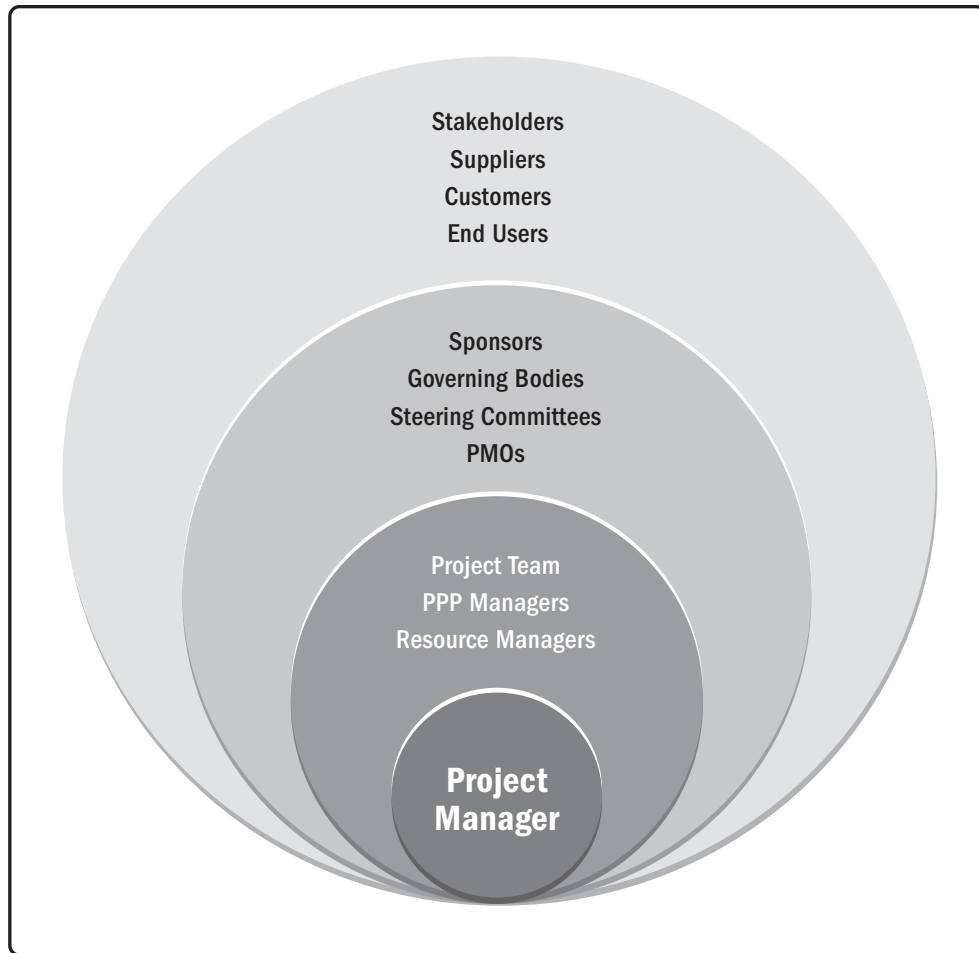 Stakeholders
Suppliers
Customers
End Users
Sponsors
Governing Bodies
Steering Committees
PMOs
Project Team
PPP Managers
Resource Managers
Project
Manager